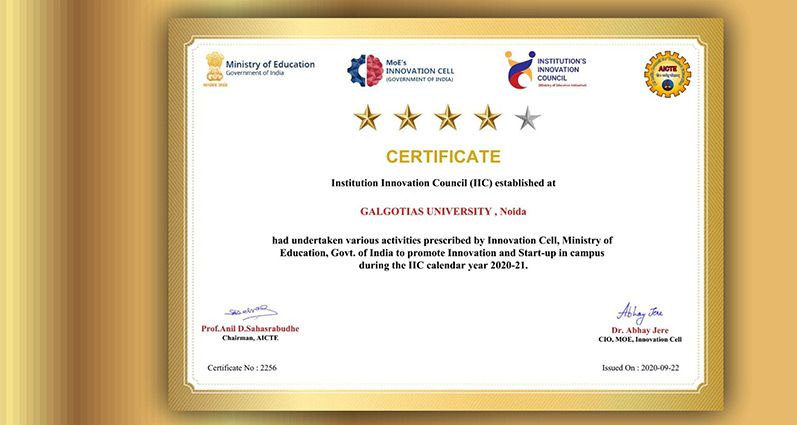 Ministry of Education
Government of India
MoE's
INNOVATION CELL
(GOVERNMENT OF INDIA)
INSTITUTION'S
INNOVATION
COUNCIL
(Ministry of Education Initiative)
AICTE
CERTIFICATE
Institution Innovation Council (IIC) established at
GALGOTIAS UNIVERSITY , Noida
had undertaken various activities prescribed by Innovation Cell, Ministry of
Education, Govt. of India to promote Innovation and Start-up in campus
during the IIC calendar year 2020-21.
Abhay Jere
Prof.Anil D.Sahasrabudhe
Chairman, AICTE
Dr. Abhay Jere
CIO, MOE, Innovation Cell
Certificate No : 2256
Issued On : 2020-09-22